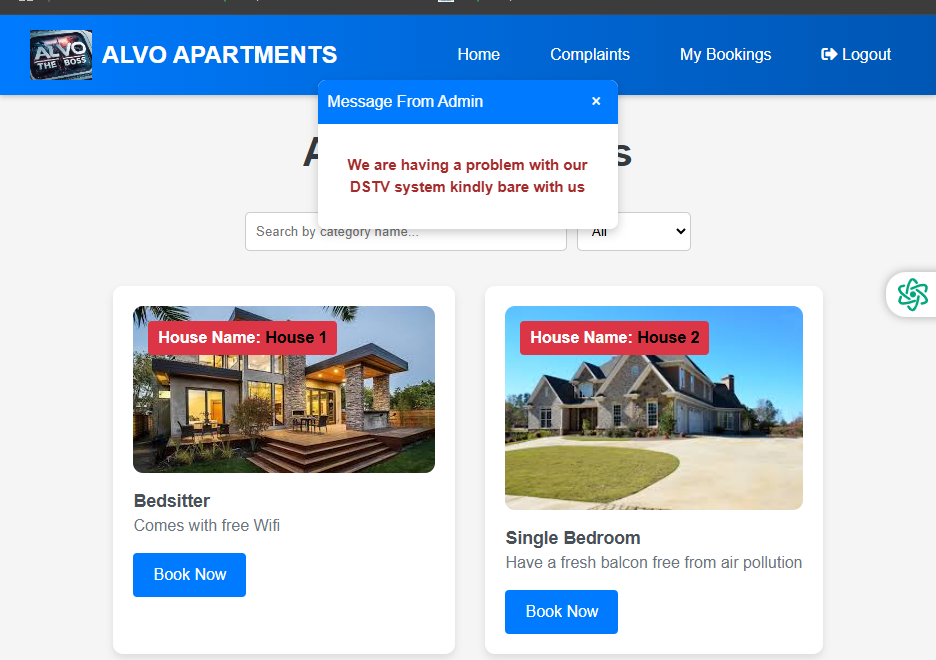 ALVO
THE BOSS
ALVO APARTMENTS
Home
Complaints
My Bookings
Logout
Message From Admin
×
We are having a problem with our
DSTV system kindly bare with us
Search by category name...
All
House Name: House 1
House Name: House 2
Bedsitter
Comes with free Wifi
Book Now
Single Bedroom
Have a fresh balcon free from air pollution
Book Now